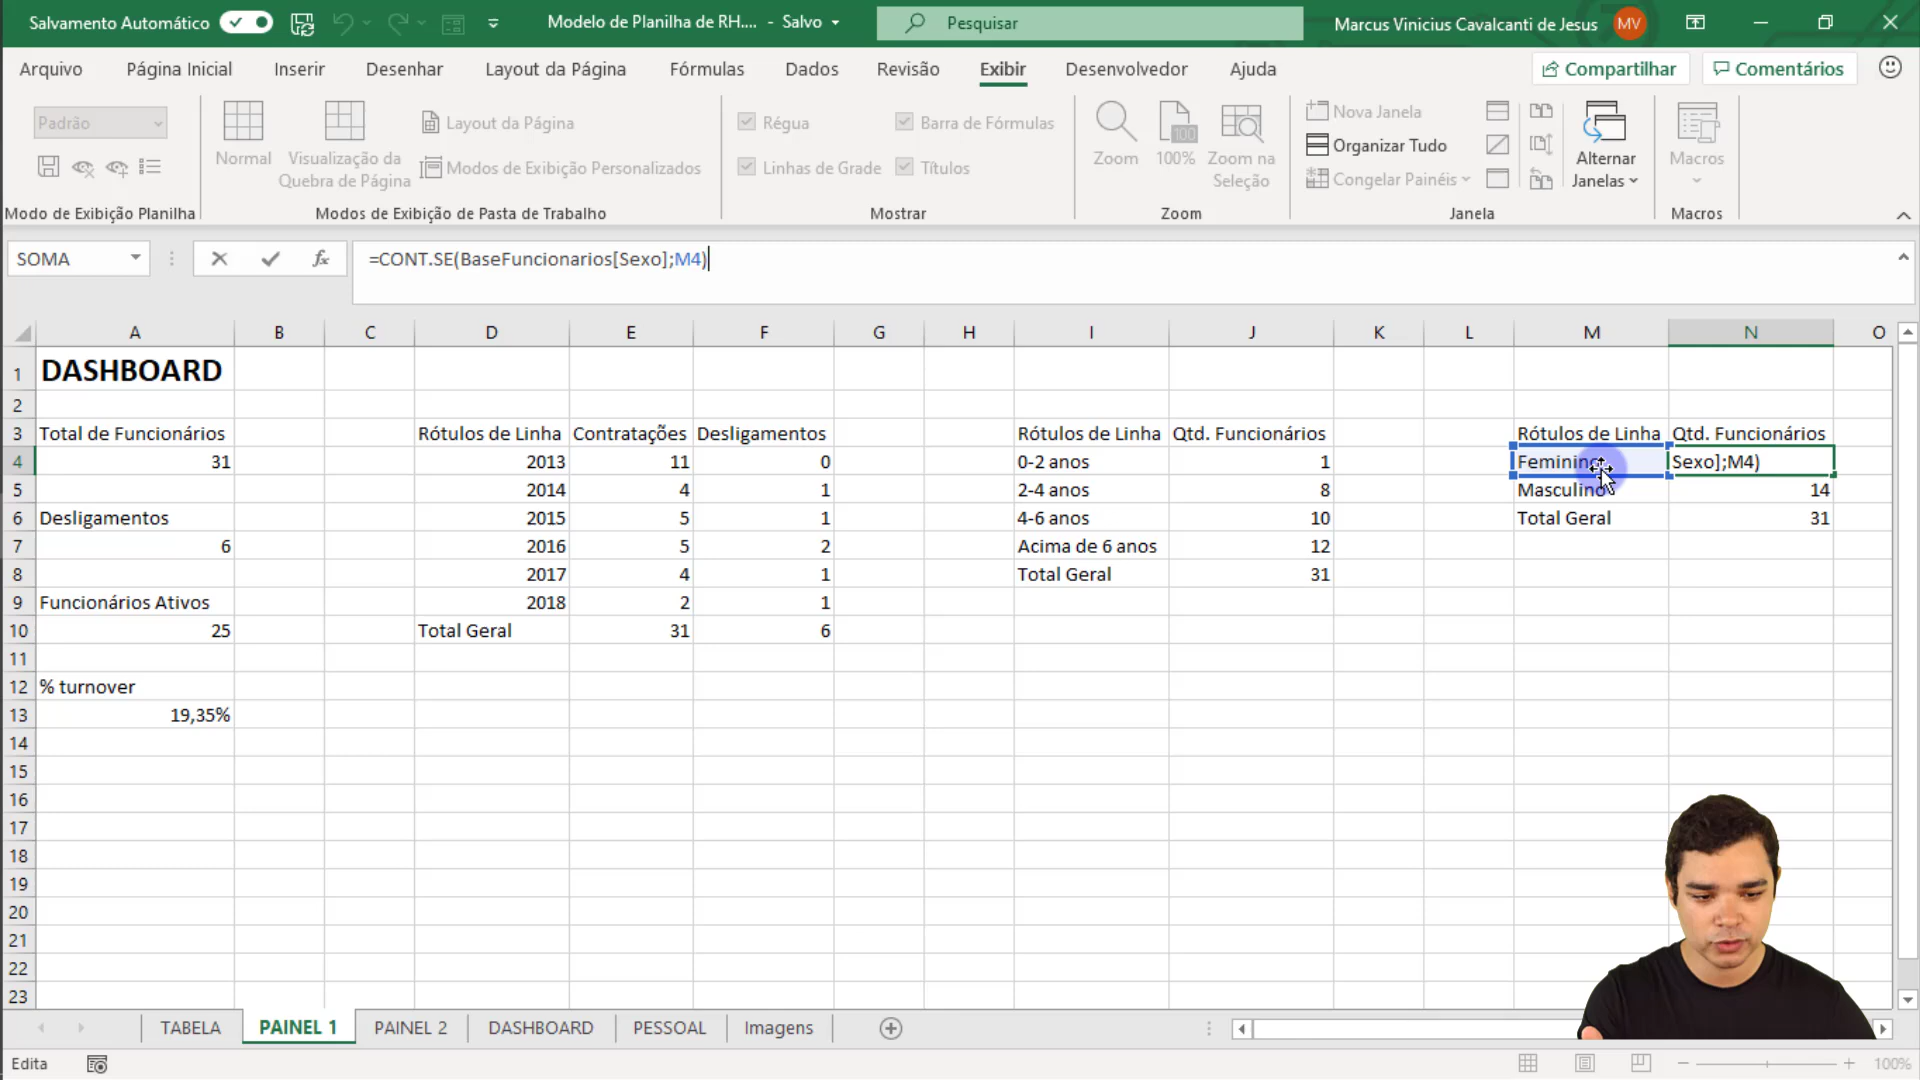 Salvamento Automático
Modelo de Planilha de RH.... - Salvo
Pesquisar
Marcus Vinicius Cavalcanti de Jesus
MV
Arquivo Página Inicial Inserir Desenhar Layout da Página Fórmulas Dados Revisão Exibir Desenvolvedor Ajuda
Compartilhar
Comentários
Padrão
Modo de Exibição Planilha
Normal
Visualização da
Quebra de Página
Layout da Página
Modos de Exibição Personalizados
Modos de Exibição de Pasta de Trabalho
Régua
Barra de Fórmulas
Linhas de Grade
Títulos
Mostrar
Zoom
100
100%
Zoom na
Seleção
Zoom
Nova Janela
Organizar Tudo
Congelar Painéis
Alternar
Janelas
Janela
Macros
Macros
SOMA
fx
=CONT.SE(BaseFuncionarios[Sexo];M4)
A B C D E F G H I J K L M N O
1 DASHBOARD
2
3 Total de Funcionários Rótulos de Linha Contratações Desligamentos Rótulos de Linha Qtd. Funcionários Rótulos de Linha Qtd. Funcionários
4 31 2013 11 0 0-2 anos 1 Feminino Sexo];M4)
5 2014 4 1 2-4 anos 8 Masculino 14
6 Desligamentos 2015 5 1 4-6 anos 10 Total Geral 31
7 6 2016 5 2 Acima de 6 anos 12
8 2017 4 1 Total Geral 31
9 Funcionários Ativos 2018 2 1
10 25 Total Geral 31 6
11
12 % turnover
13 19,35%
14
15
16
17
18
19
20
21
22
23
TABELA PAINEL 1 PAINEL 2 DASHBOARD PESSOAL Imagens
Edita
100%